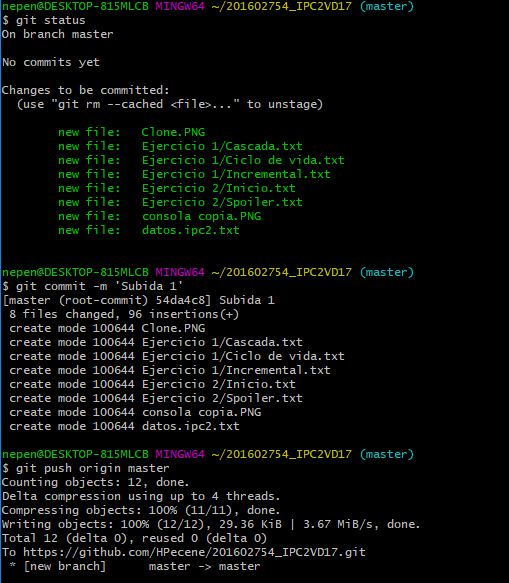 nepen@DESKTOP-815MLCB MINGW64 ~/201602754_IPC2VD17 (master)
$ git status
On branch master
No commits yet
Changes to be committed:
  (use "git rm --cached <file>..." to unstage)
        new file:   Clone.PNG
        new file:   Ejercicio 1/Cascada.txt
        new file:   Ejercicio 1/Ciclo de vida.txt
        new file:   Ejercicio 1/Incremental.txt
        new file:   Ejercicio 2/Inicio.txt
        new file:   Ejercicio 2/Spoiler.txt
        new file:   consola copia.PNG
        new file:   datos.ipc2.txt
nepen@DESKTOP-815MLCB MINGW64 ~/201602754_IPC2VD17 (master)
$ git commit -m 'Subida 1'
[master (root-commit) 54da4c8] Subida 1
 8 files changed, 96 insertions(+)
 create mode 100644 Clone.PNG
 create mode 100644 Ejercicio 1/Cascada.txt
 create mode 100644 Ejercicio 1/Ciclo de vida.txt
 create mode 100644 Ejercicio 1/Incremental.txt
 create mode 100644 Ejercicio 2/Inicio.txt
 create mode 100644 Ejercicio 2/Spoiler.txt
 create mode 100644 consola copia.PNG
 create mode 100644 datos.ipc2.txt
nepen@DESKTOP-815MLCB MINGW64 ~/201602754_IPC2VD17 (master)
$ git push origin master
Counting objects: 12, done.
Delta compression using up to 4 threads.
Compressing objects: 100% (11/11), done.
Writing objects: 100% (12/12), 29.36 KiB | 3.67 MiB/s, done.
Total 12 (delta 0), reused 0 (delta 0)
To https://github.com/HPecene/201602754_IPC2VD17.git
 * [new branch]      master -> master